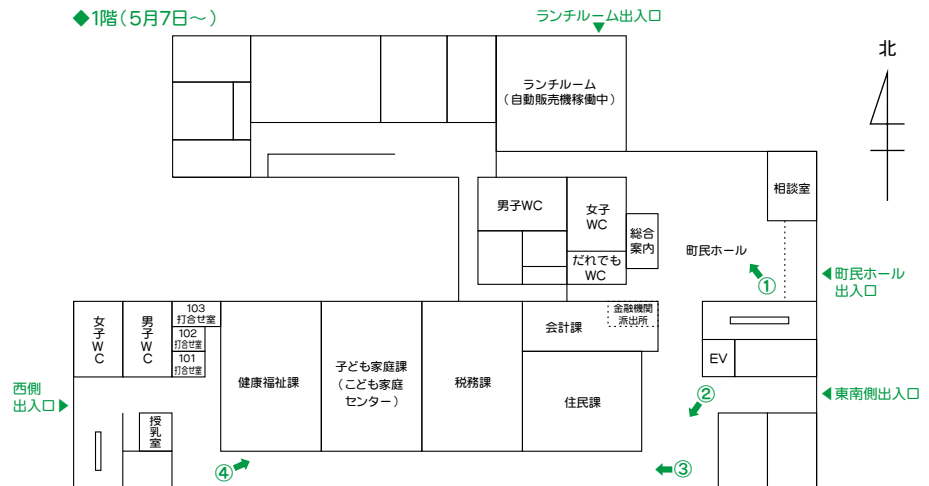 ◆1階（5月7日～）
ランチルーム出入口
北
ランチルーム
（自動販売機稼働中）
相談室
男子WC
女子
WC
総合
案内
だれでも
WC
町民ホール
①
町民ホール
出入口
女子WC
男子WC
103
打合せ室
102
打合せ室
101
打合せ室
健康福祉課
子ども家庭課
（こども家庭
センター）
税務課
会計課
金融機関
派出所
住民課
EV
②
東南側出入口
西側
出入口
授乳室
④
③